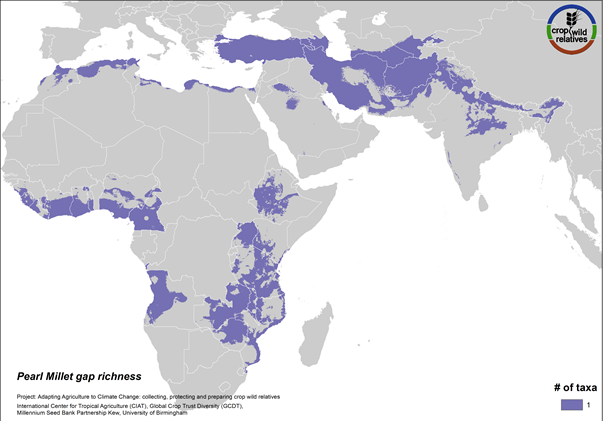 crop wild
relatives
Pearl Millet gap richness
Project: Adapting Agriculture to Climate Change: collecting, protecting and preparing crop wild relatives
International Center for Tropical Agriculture (CIAT), Global Crop Trust Diversity (GCDT),
Millennium Seed Bank Partnership Kew, University of Birmingham
# of taxa
1